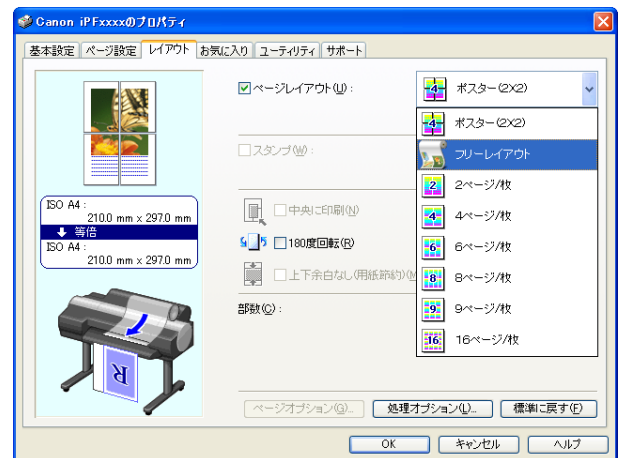 Canon iPFxxxxのプロパティ
基本設定 ページ設定 レイアウト お気に入り ユーティリティ サポート
ページレイアウト(U) :
4 ポスター(2X2)
4 ポスター(2X2)
スタンプ(W) :
フリーレイアウト
2 2ページ/枚
ISO A4 :
210.0 mm x 297.0 mm
等倍
ISO A4 :
210.0 mm x 297.0 mm
中央に印刷(N)
4 4ページ/枚
180度回転(R)
6 6ページ/枚
上下余白なし(用紙節約)(M
8 8ページ/枚
部数(C) :
9 9ページ/枚
16 16ページ/枚
R
ページオプション(G)... 処理オプション(L)... 標準に戻す(F)
OK キャンセル ヘルプ